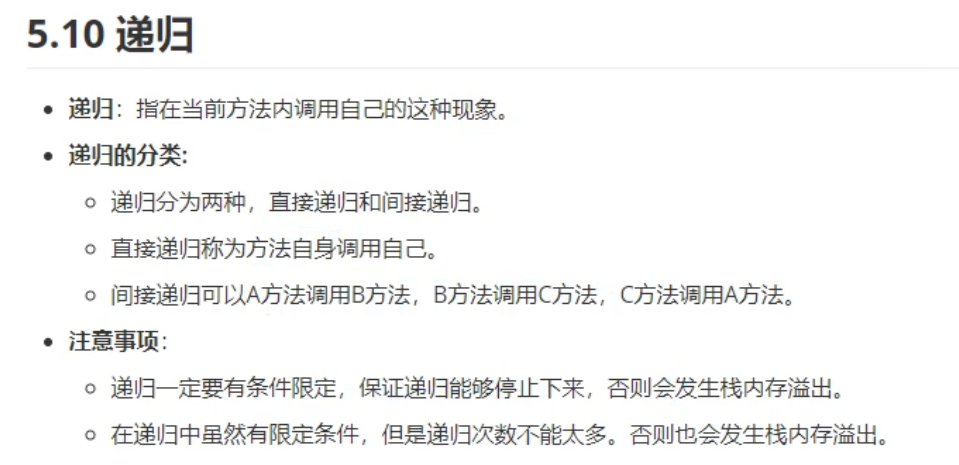 5.10 递归
递归：指在当前方法内调用自己的这种现象。
递归的分类:
递归分为两种，直接递归和间接递归。
直接递归称为方法自身调用自己。
间接递归可以A方法调用B方法，B方法调用C方法，C方法调用A方法。
注意事项：
递归一定要有条件限定，保证递归能够停止下来，否则会发生栈内存溢出。
在递归中虽然有限定条件，但是递归次数不能太多。否则也会发生栈内存溢出。